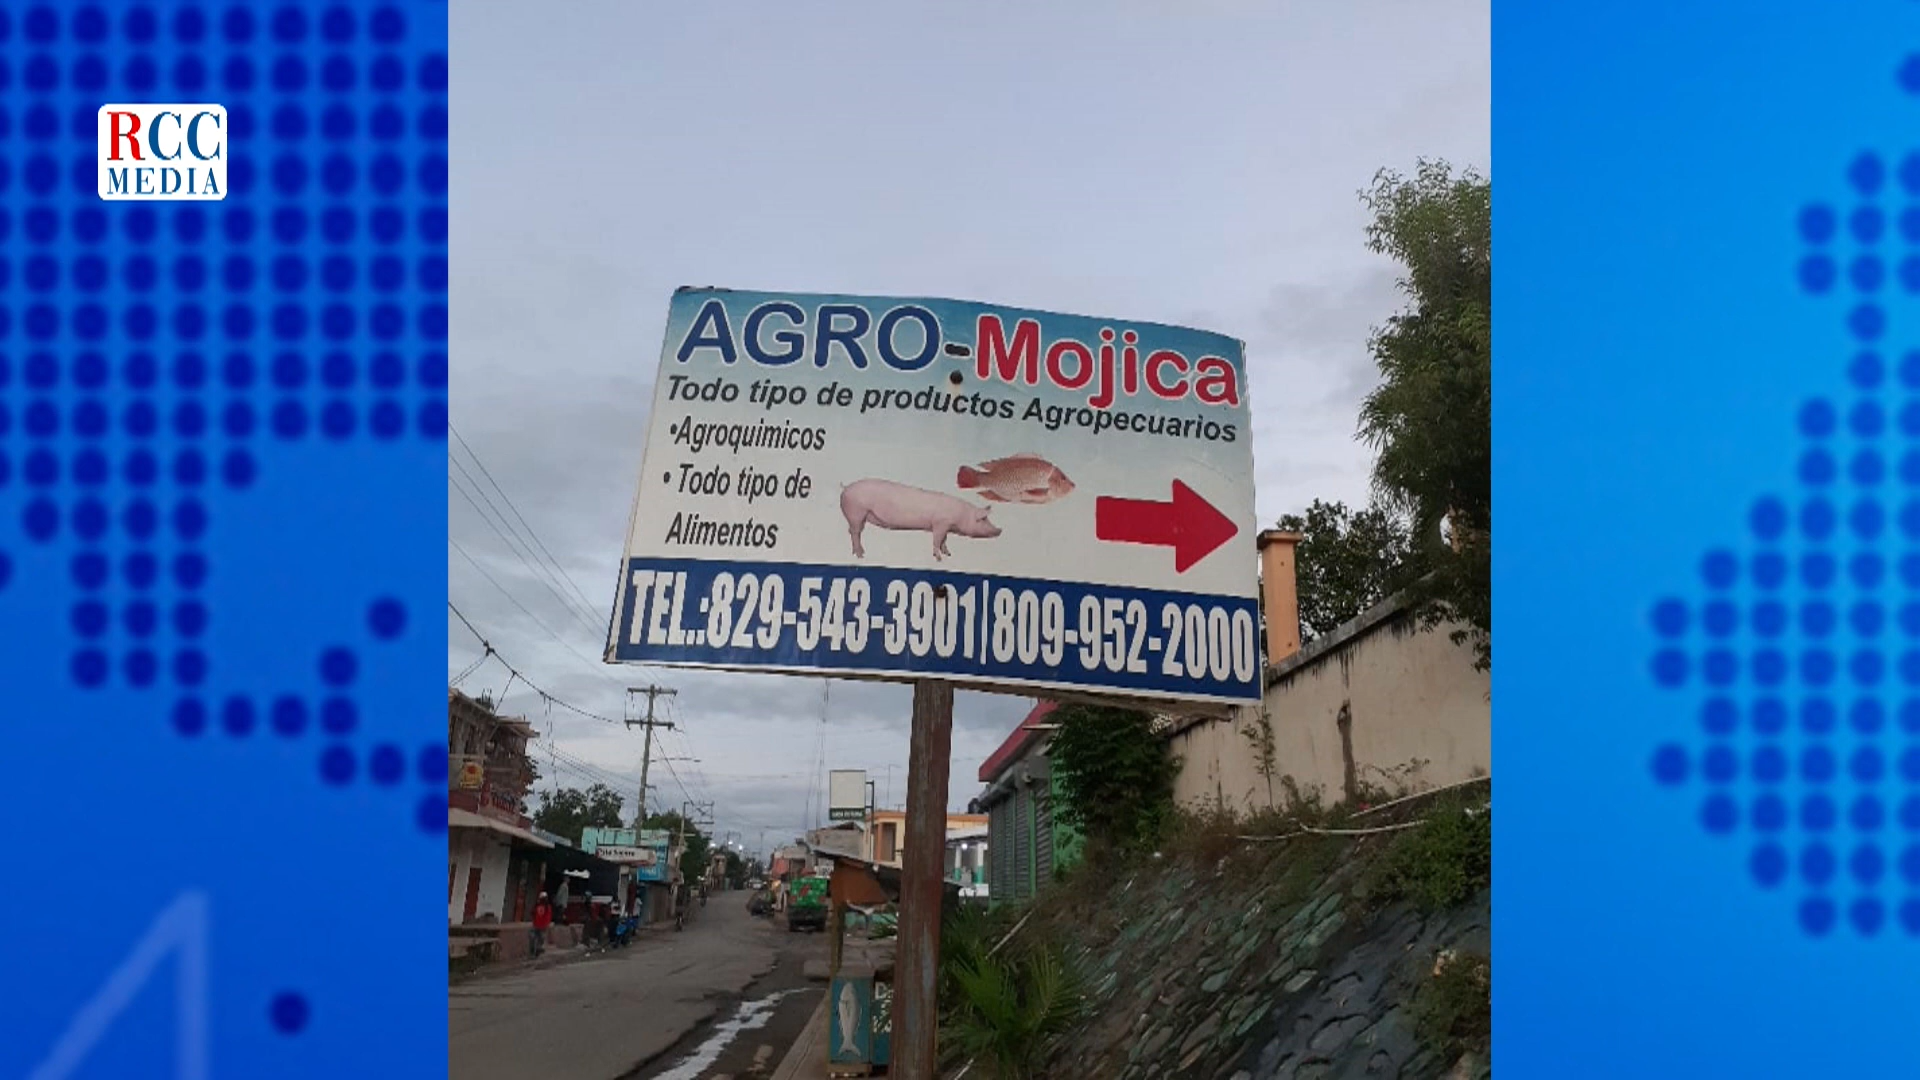 RCC
MEDIA
AGRO-Mojica
Todo tipo de productos Agropecuarios
•Agroquimicos
• Todo tipo de
Alimentos
TEL.:829-543-3901|809-952-2000